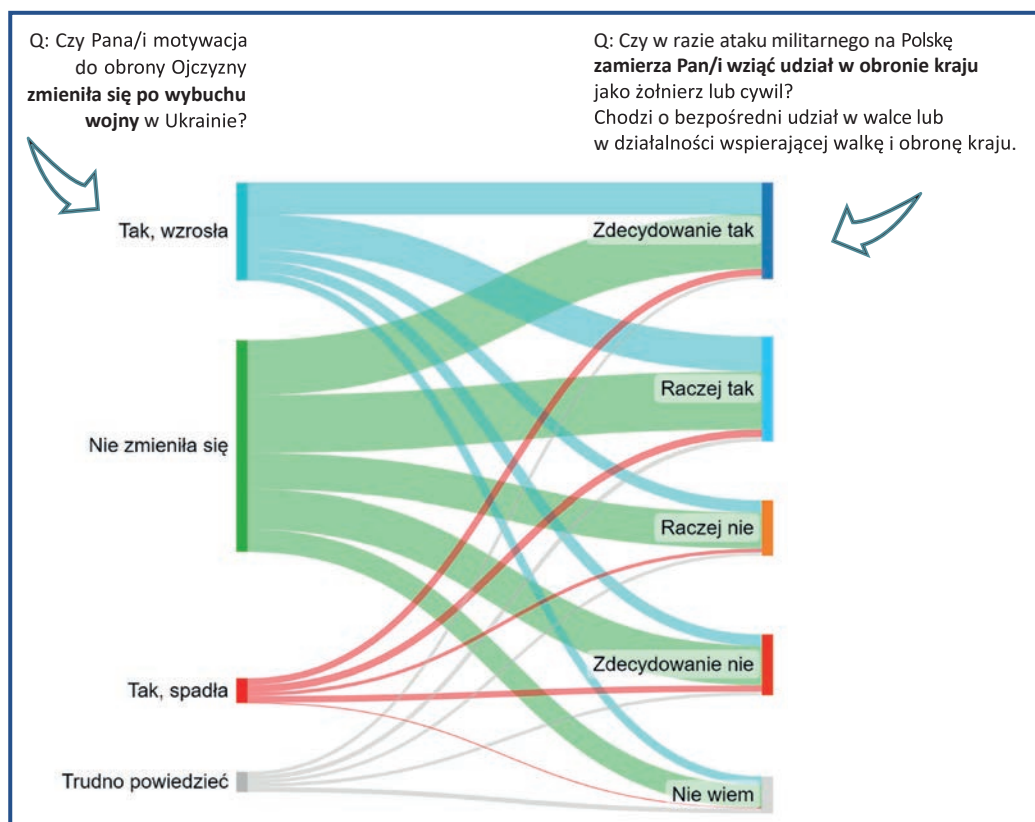 Q: Czy Pana/i motywacja
do obrony Ojczyzny
zmieniła się po wybuchu
wojny w Ukrainie?
Q: Czy w razie ataku militarnego na Polskę
zamierza Pan/i wziąć udział w obronie kraju
jako żołnierz lub cywil?
Chodzi o bezpośredni udział w walce lub
w działalności wspierającej walkę i obronę kraju.
Tak, wzrosła
Nie zmieniła się
Tak, spadła
Trudno powiedzieć
Zdecydowanie tak
Raczej tak
Raczej nie
Zdecydowanie nie
Nie wiem